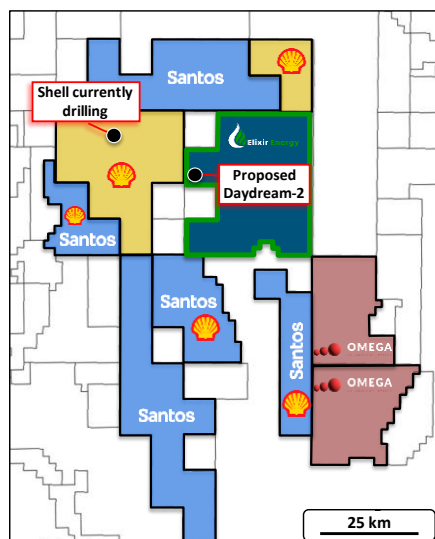 Santos
Shell currently
drilling
Elixir Energy
Proposed
Daydream-2
Santos
Santos
Santos
OMEGA
OMEGA
Santos
25 km